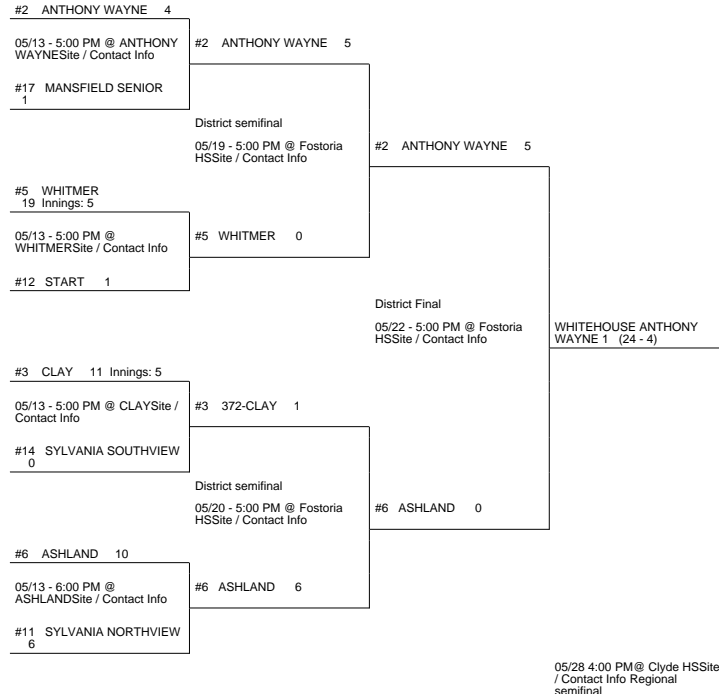 #2 ANTHONY WAYNE 4
05/13 - 5:00 PM @ ANTHONY
WAYNESite / Contact Info
#17 MANSFIELD SENIOR
1
#2 ANTHONY WAYNE 5
District semifinal
05/19 - 5:00 PM @ Fostoria
HSSite / Contact Info
#5 WHITMER
19 Innings: 5
05/13 - 5:00 PM @
WHITMERSite / Contact Info
#12 START 1
#5 WHITMER 0
#2 ANTHONY WAYNE 5
District Final
05/22 - 5:00 PM @ Fostoria
HSSite / Contact Info
WHITEHOUSE ANTHONY
WAYNE 1 (24 - 4)
#3 CLAY 11 Innings: 5
05/13 - 5:00 PM @ CLAYSite /
Contact Info
#14 SYLVANIA SOUTHVIEW
0
#3 372-CLAY 1
District semifinal
05/20 - 5:00 PM @ Fostoria
HSSite / Contact Info
#6 ASHLAND 0
#6 ASHLAND 10
05/13 - 6:00 PM @
ASHLANDSite / Contact Info
#11 SYLVANIA NORTHVIEW
6
#6 ASHLAND 6
05/28 4:00 PM@ Clyde HSSite
/ Contact Info Regional
semifinal